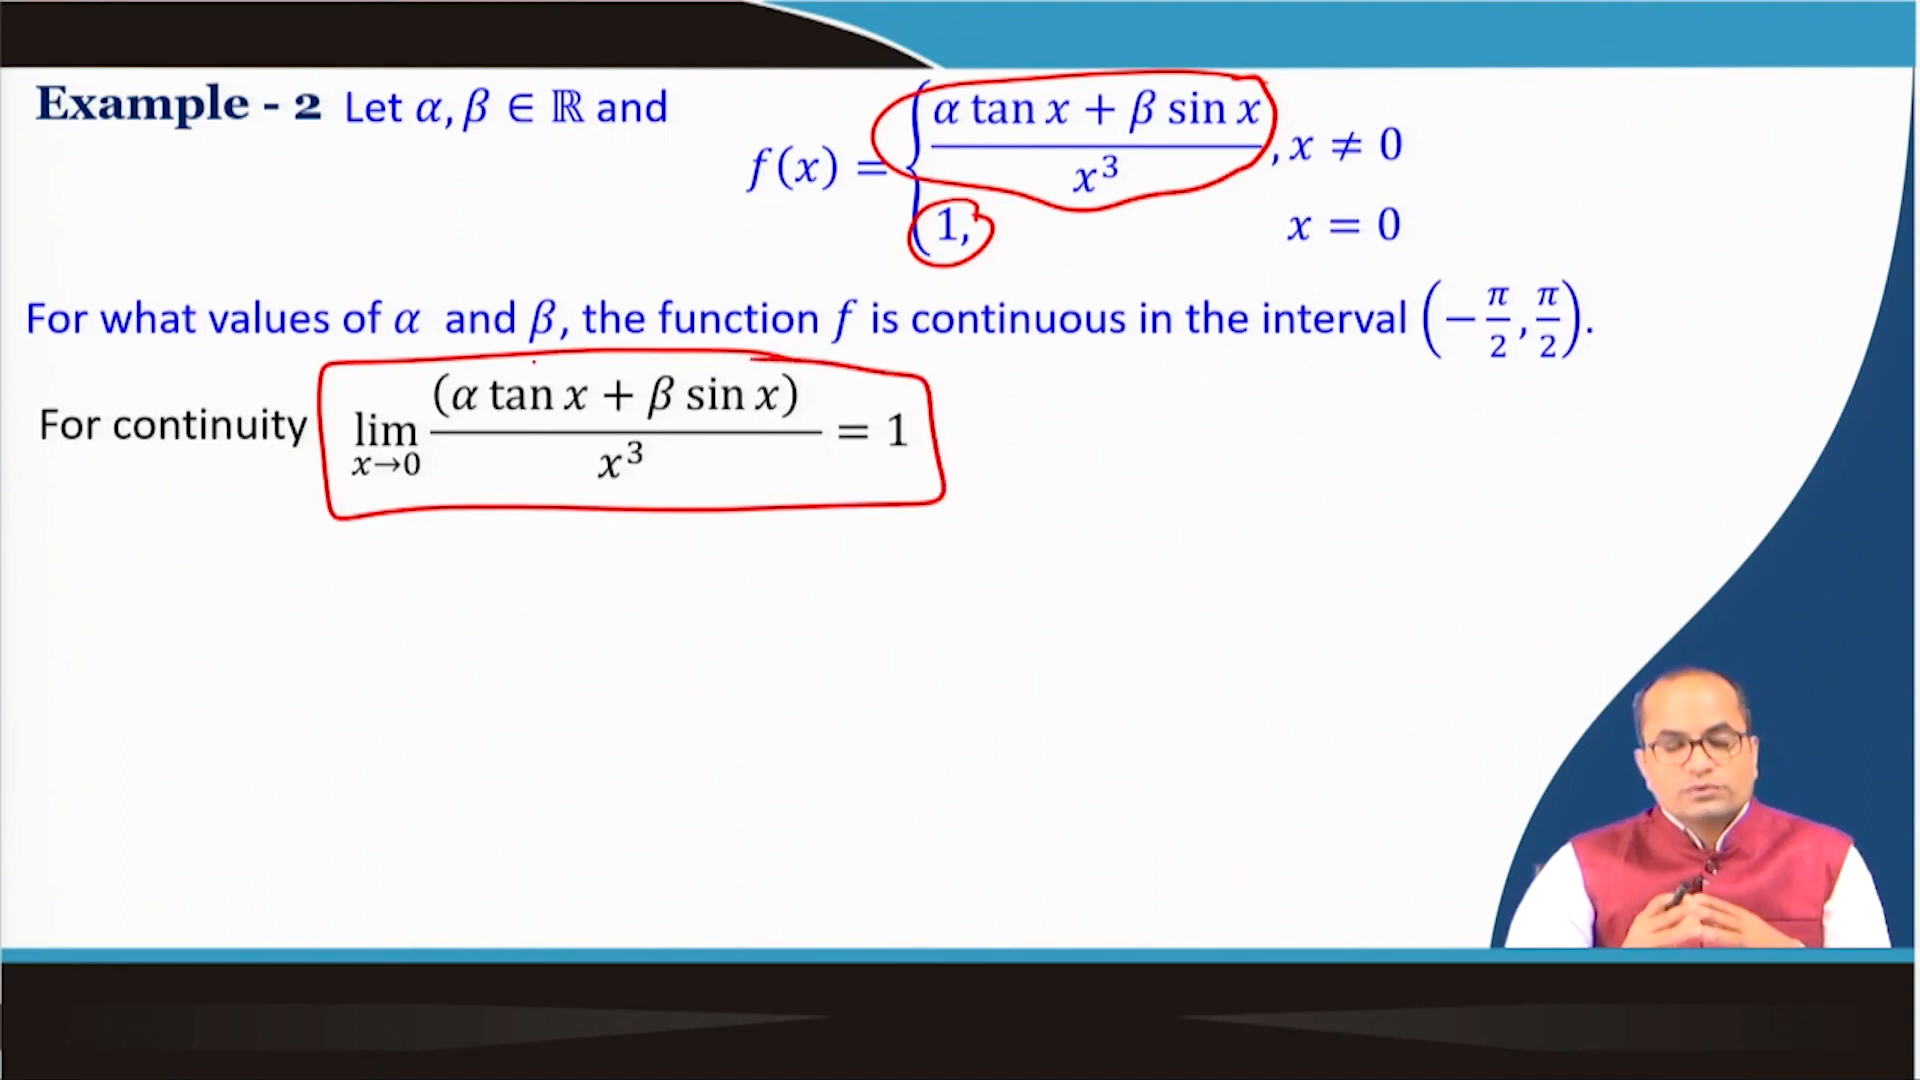 Example - 2 Let α, β ∈ ℝ and
f(x) = { (α tan x + β sin x) / x³ , x ≠ 0
1, x = 0
For what values of α and β, the function f is continuous in the interval (−π/2, π/2).
For continuity lim x→0 (α tan x + β sin x) / x³ = 1